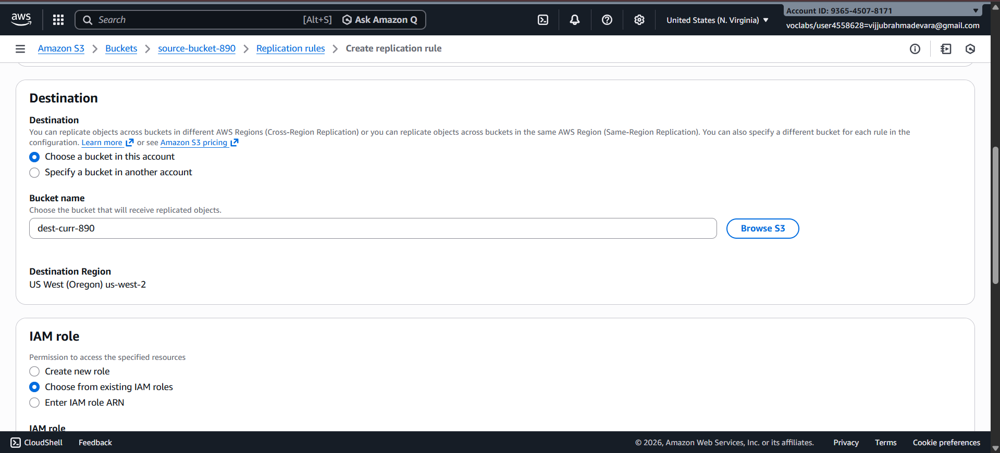 aws
Search
[Alt+S]
Ask Amazon Q
United States (N. Virginia)
Account ID: 9365-4507-8171
voclabs/user4558628=vijjubrahmadevara@gmail.com
Amazon S3
Buckets
source-bucket-890
Replication rules
Create replication rule
Destination
Destination
You can replicate objects across buckets in different AWS Regions (Cross-Region Replication) or you can replicate objects across buckets in the same AWS Region (Same-Region Replication). You can also specify a different bucket for each rule in the
configuration. Learn more or see Amazon S3 pricing
Choose a bucket in this account
Specify a bucket in another account
Bucket name
Choose the bucket that will receive replicated objects.
dest-curr-890
Browse S3
Destination Region
US West (Oregon) us-west-2
IAM role
Permission to access the specified resources
Create new role
Choose from existing IAM roles
Enter IAM role ARN
IAM role
CloudShell
Feedback
© 2026, Amazon Web Services, Inc. or its affiliates.
Privacy
Terms
Cookie preferences